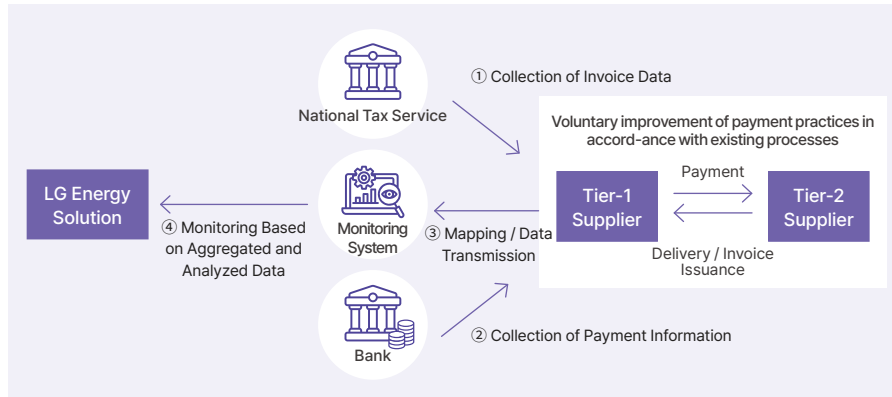 ① Collection of Invoice Data
National Tax Service
Voluntary improvement of payment practices in
accord-ance with existing processes
LG Energy
Solution
④ Monitoring Based
on Aggregated and
Analyzed Data
Monitoring
System
③ Mapping / Data
Transmission
Tier-1
Supplier
Payment
Tier-2
Supplier
Delivery / Invoice
Issuance
② Collection of Payment Information
Bank